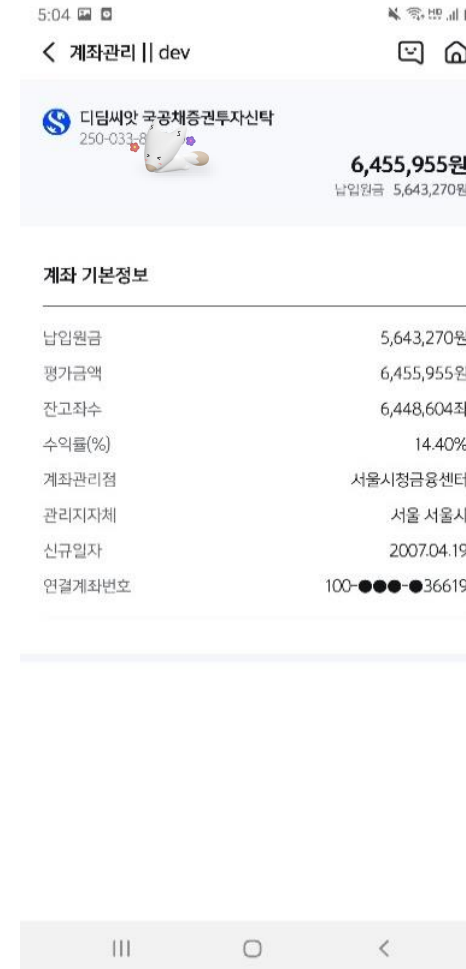 5:04
계좌관리 || dev
디딤씨앗 국공채증권투자신탁
250-033-8
6,455,955원
납입원금 5,643,270원
계좌 기본정보
납입원금 5,643,270원
평가금액 6,455,955원
잔고좌수 6,448,604좌
수익률(%) 14.40%
계좌관리점 서울시청금융센터
관리지자체 서울 서울시
신규일자 2007.04.19
연결계좌번호 100-●●●-●36619